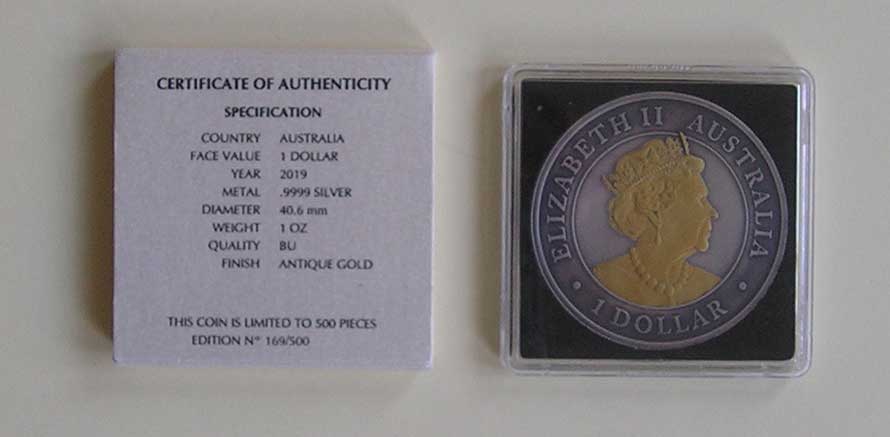 CERTIFICATE OF AUTHENTICITY
SPECIFICATION
COUNTRY AUSTRALIA
FACE VALUE 1 DOLLAR
YEAR 2019
METAL .9999 SILVER
DIAMETER 40.6 mm
WEIGHT 1 OZ
QUALITY BU
FINISH ANTIQUE GOLD
THIS COIN IS LIMITED TO 500 PIECES
EDITION N° 169/500
ELIZABETH II AUSTRALIA
• 1 DOLLAR •